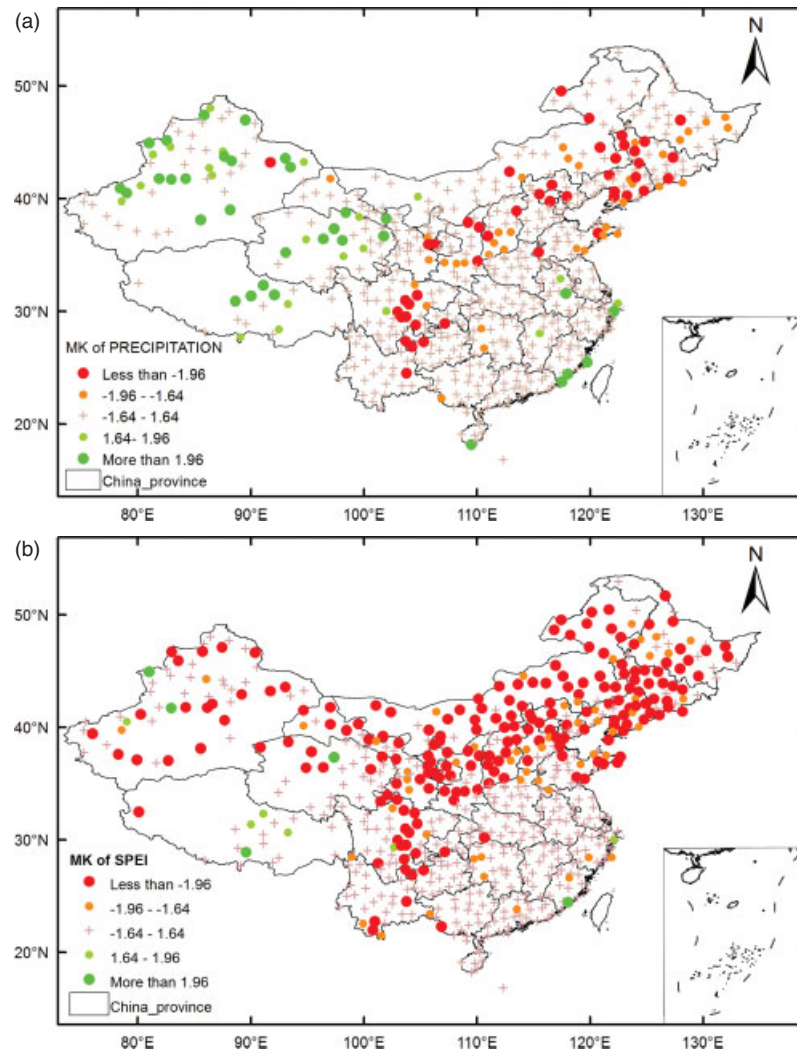 (a)
N
50°N
40°N
30°N
20°N
MK of PRECIPITATION
Less than -1.96
-1.96 - -1.64
-1.64 - 1.64
1.64- 1.96
More than 1.96
China_province
80°E 90°E 100°E 110°E 120°E 130°E
(b)
N
50°N
40°N
30°N
20°N
MK of SPEI
Less than -1.96
-1.96 - -1.64
-1.64 - 1.64
1.64 - 1.96
More than 1.96
China_province
80°E 90°E 100°E 110°E 120°E 130°E